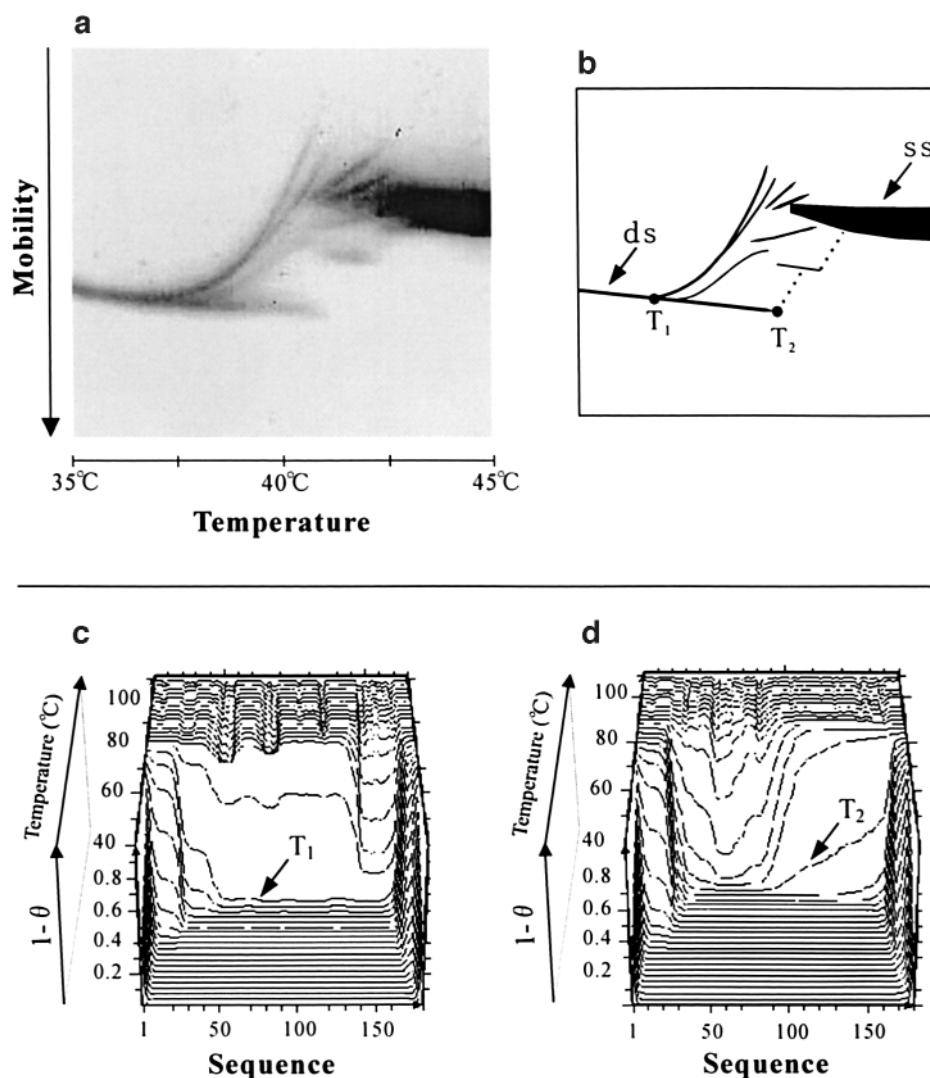 a
Mobility
35℃
40℃
45℃
Temperature
b
ss
ds
T₁
T₂
c
Temperature (℃)
100
80
60
40
1- θ
0.8
0.6
0.4
0.2
T₁
1
50
100
150
Sequence
d
Temperature (℃)
100
80
60
40
1- θ
0.8
0.6
0.4
0.2
T₂
1
50
100
150
Sequence